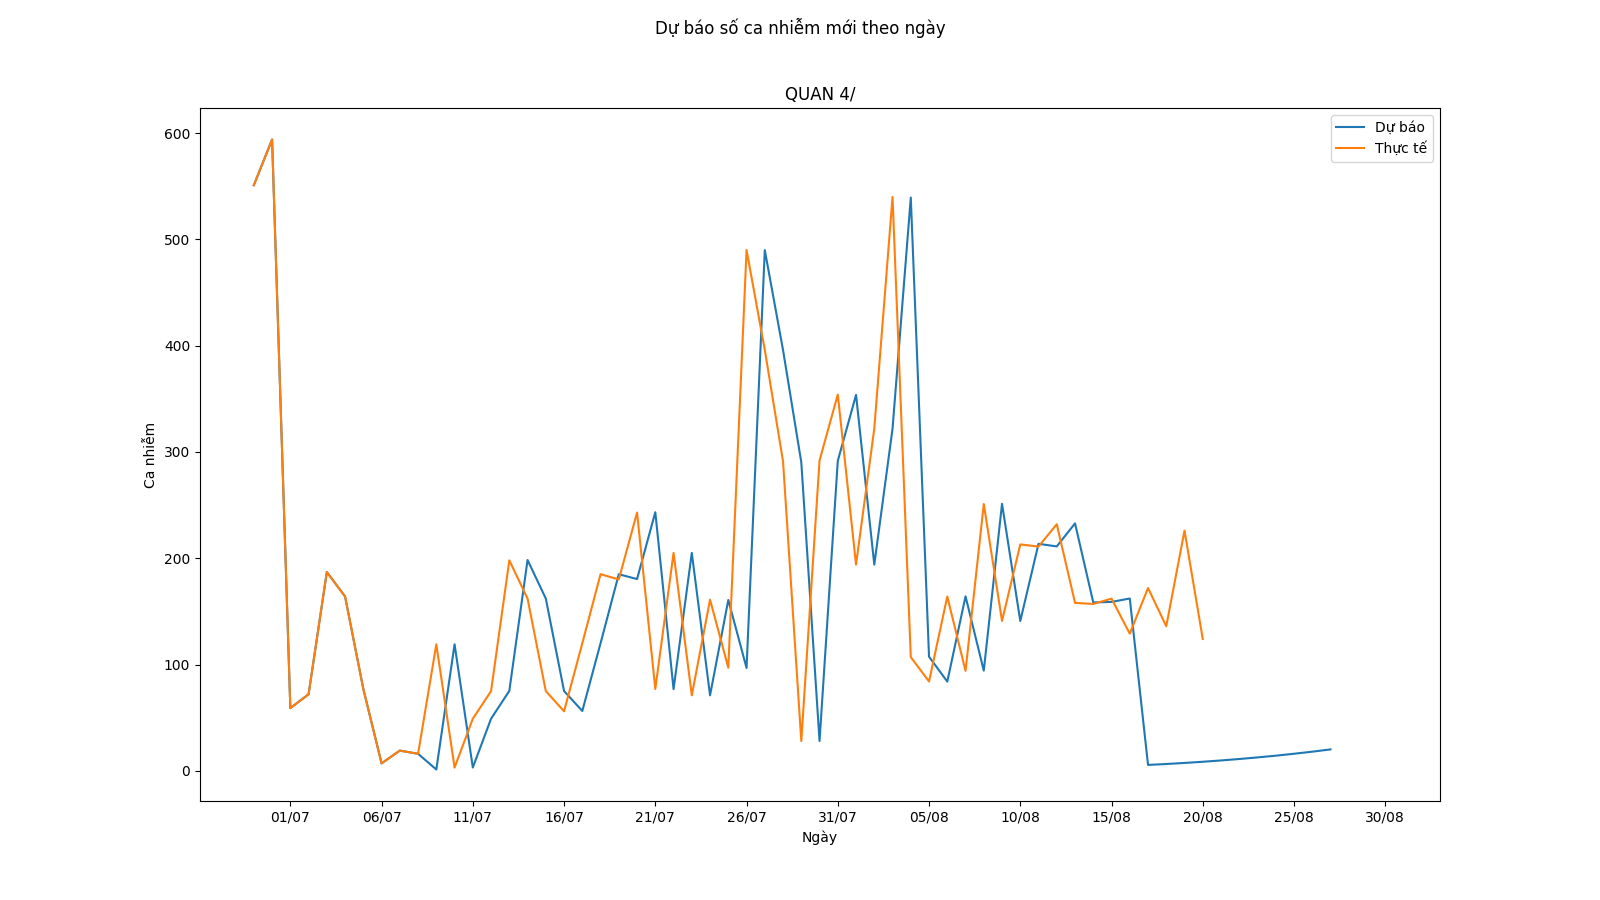 Dự báo số ca nhiễm mới theo ngày
QUAN 4/
Dự báo
Thực tế
600
500
400
300
200
100
0
Ca nhiễm
01/07 06/07 11/07 16/07 21/07 26/07 31/07 05/08 10/08 15/08 20/08 25/08 30/08
Ngày